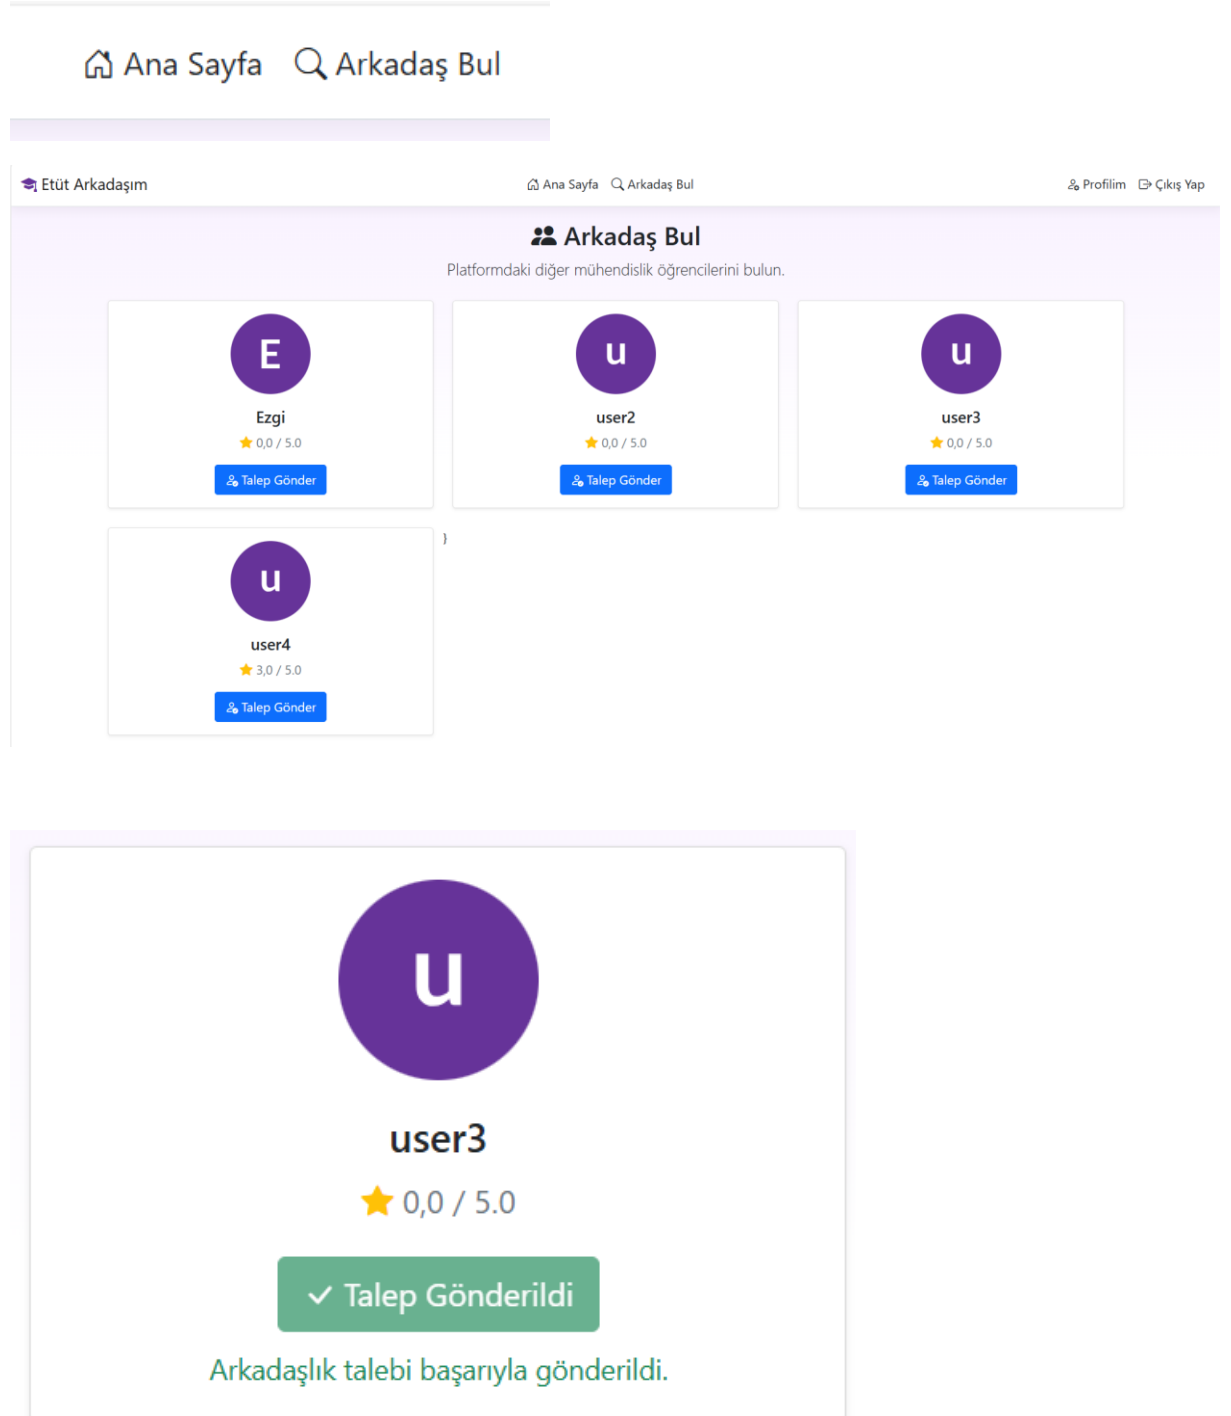 Ana Sayfa Arkadaş Bul
Etüt Arkadaşım Ana Sayfa Arkadaş Bul Profilim Çıkış Yap
Arkadaş Bul
Platformdaki diğer mühendislik öğrencilerini bulun.
E u u
Ezgi user2 user3
0,0 / 5.0 0,0 / 5.0 0,0 / 5.0
Talep Gönder Talep Gönder Talep Gönder
}
u
user4
3,0 / 5.0
Talep Gönder
u
user3
0,0 / 5.0
Talep Gönderildi
Arkadaşlık talebi başarıyla gönderildi.